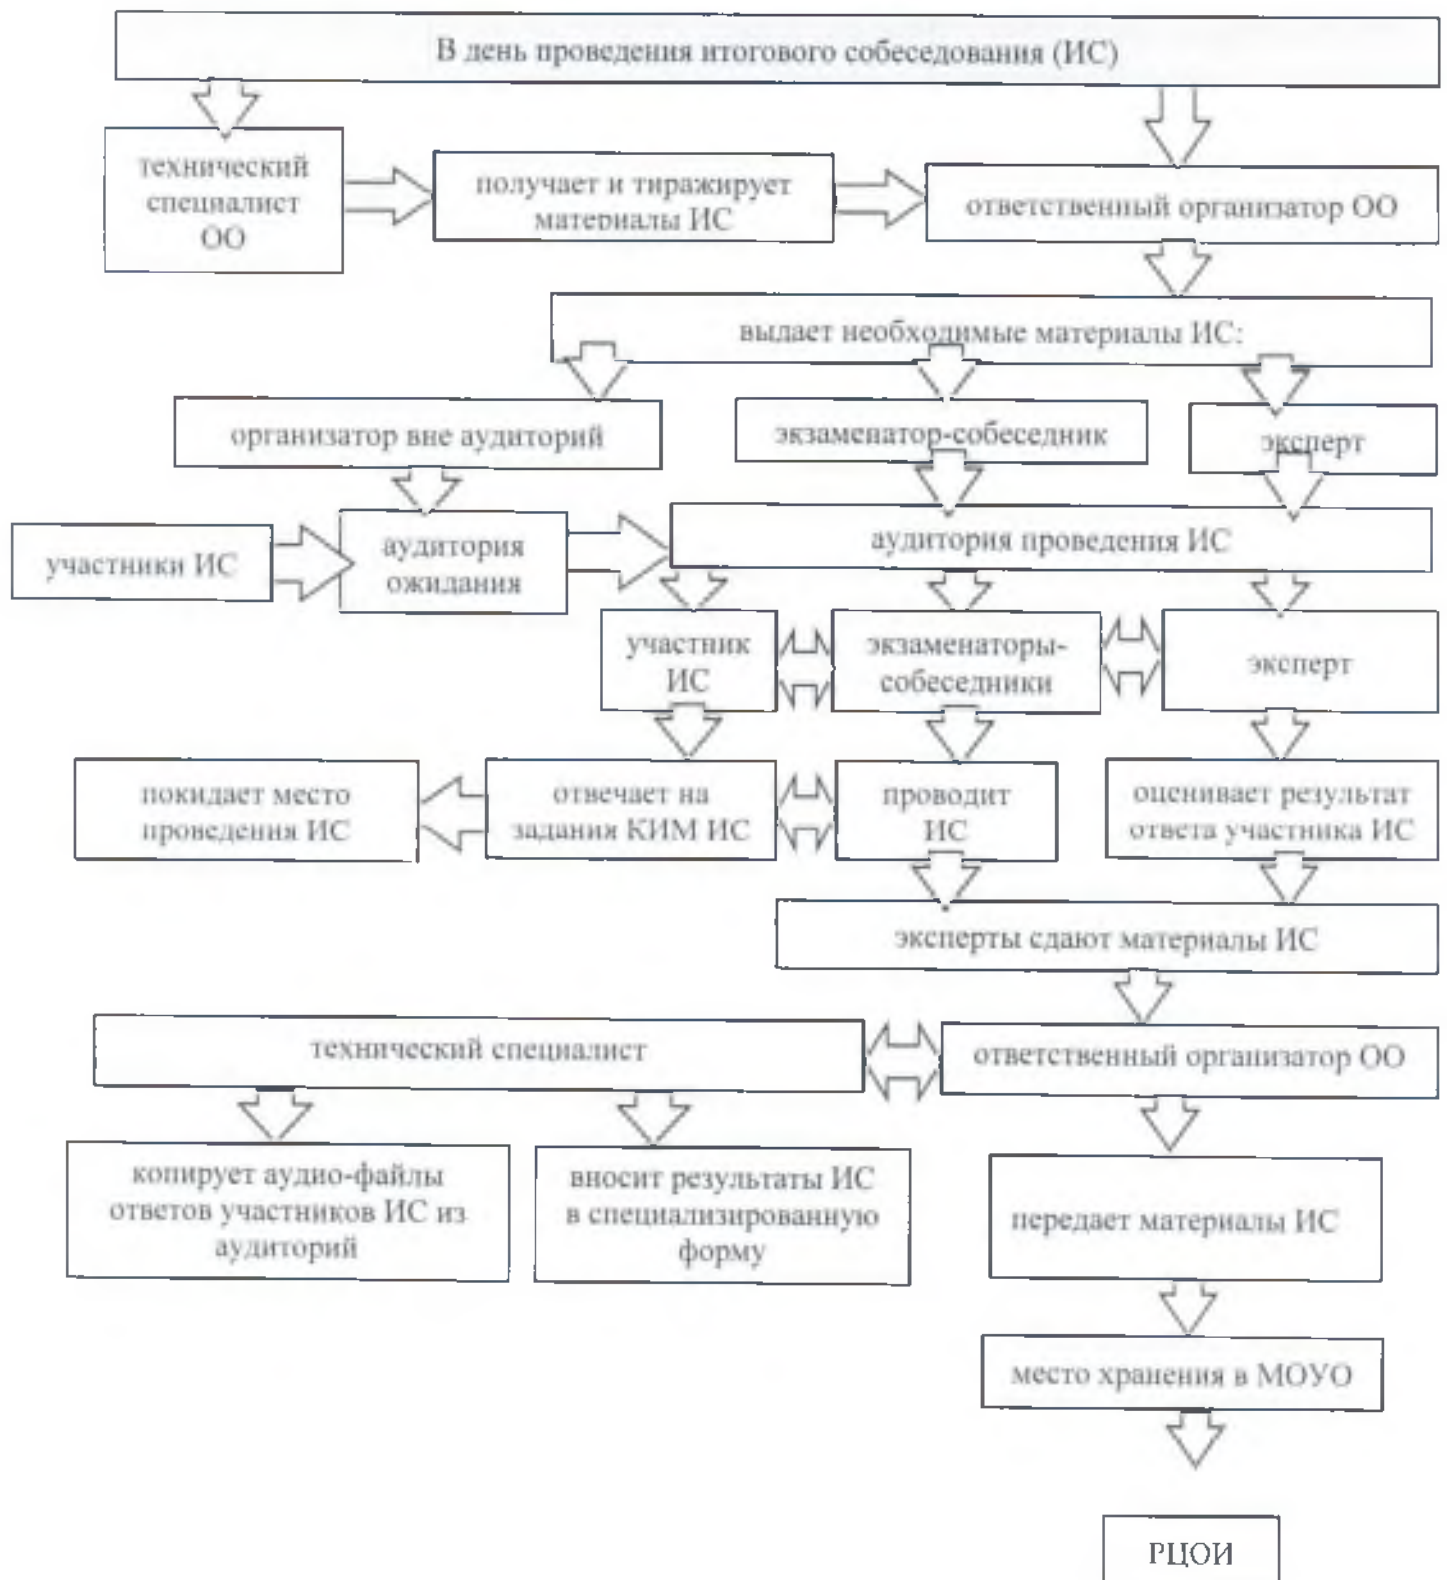 В день проведения итогового собеседования (ИС)
технический
специалист
ОО
получает и тиражирует
материалы ИС
ответственный организатор ОО
выдает необходимые материалы ИС:
организатор вне аудиторий
экзаменатор-собеседник
эксперт
участники ИС
аудитория
ожидания
аудитория проведения ИС
участник
ИС
экзаменаторы-
собеседники
эксперт
покидает место
проведения ИС
отвечает на
задания КИМ ИС
проводит
ИС
оценивает результат
ответа участника ИС
эксперты сдают материалы ИС
технический специалист
ответственный организатор ОО
копирует аудио-файлы
ответов участников ИС из
аудиторий
вносит результаты ИС
в специализированную
форму
передает материалы ИС
место хранения в МОУО
РЦОИ